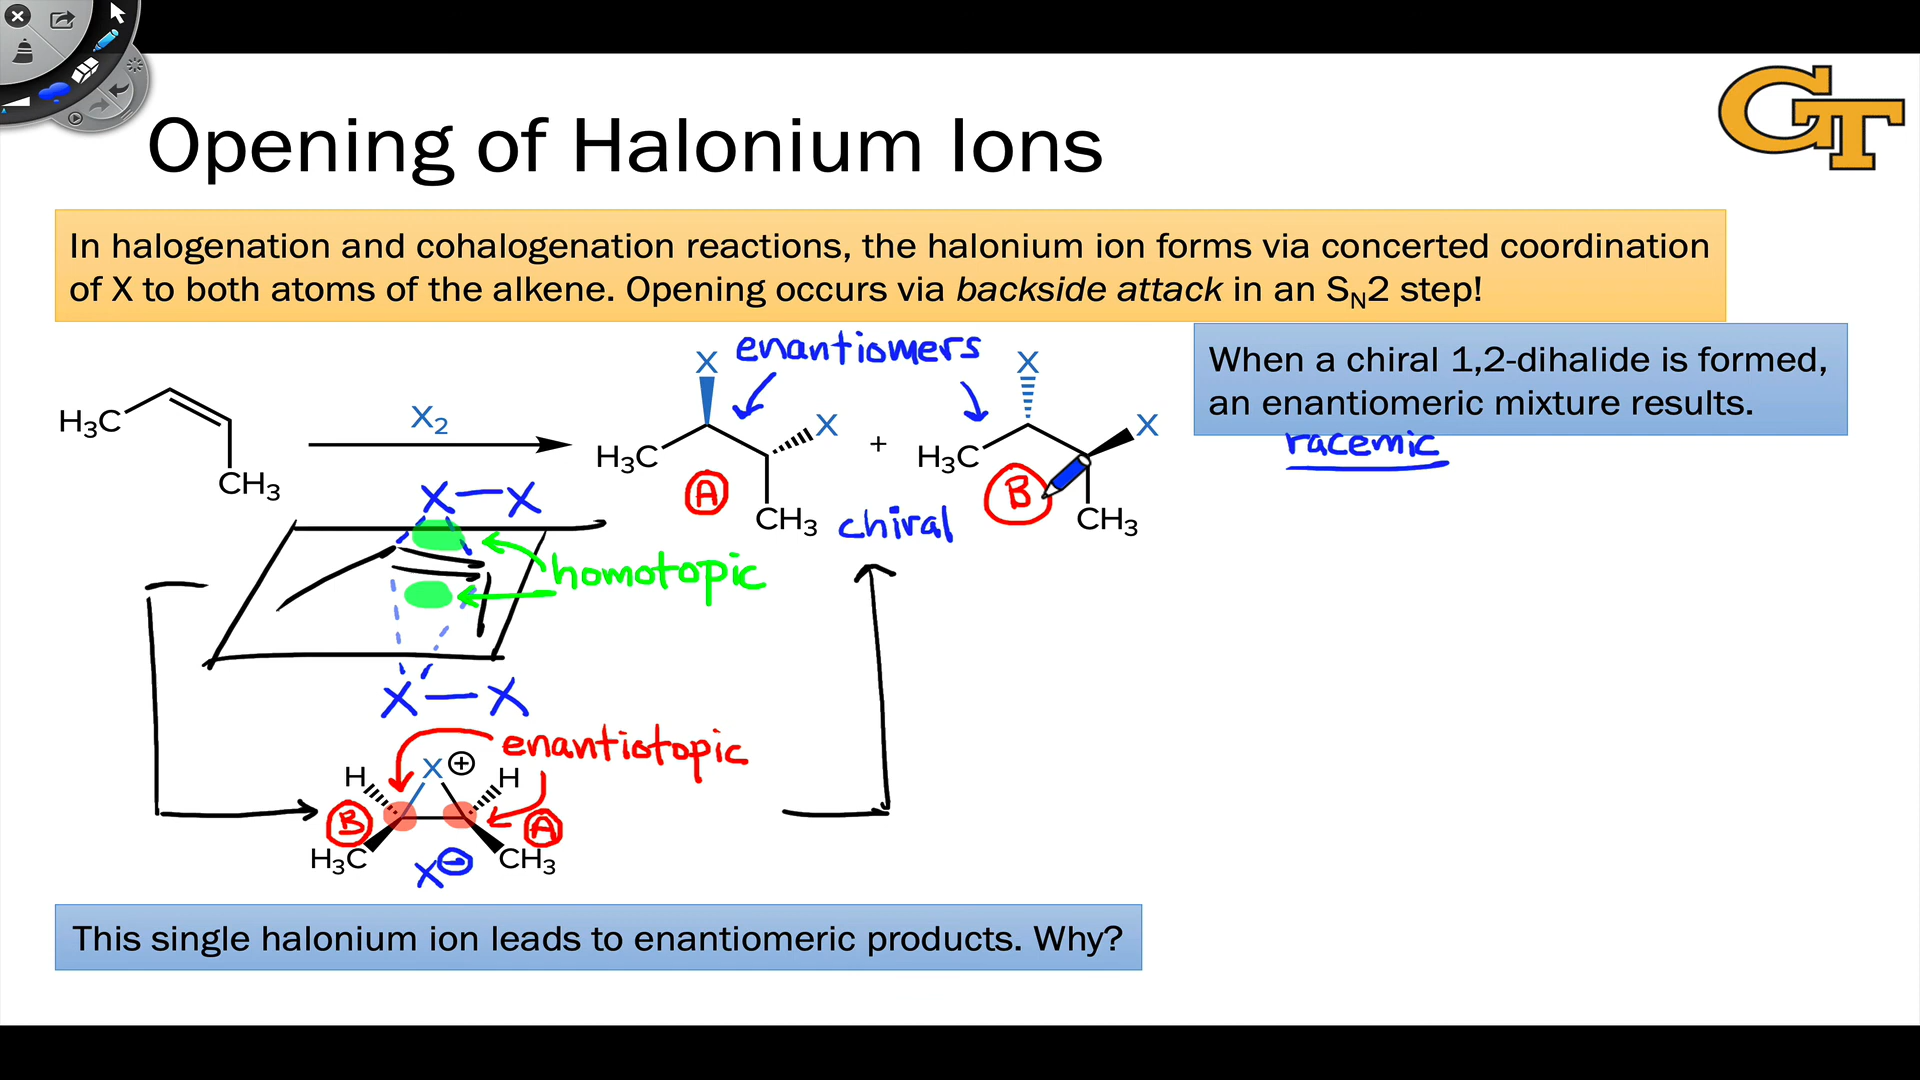 Opening of Halonium Ions
GT
In halogenation and cohalogenation reactions, the halonium ion forms via concerted coordination
of X to both atoms of the alkene. Opening occurs via backside attack in an SN2 step!
When a chiral 1,2-dihalide is formed,
an enantiomeric mixture results.
racemic
enantiomers
X X
H₃C X₂ X X
H₃C + H₃C
CH₃
A B
CH₃ chiral CH₃
X—X
homotopic
X—X
enantiotopic
H X⊕ H
B A
H₃C X⊖ CH₃
This single halonium ion leads to enantiomeric products. Why?